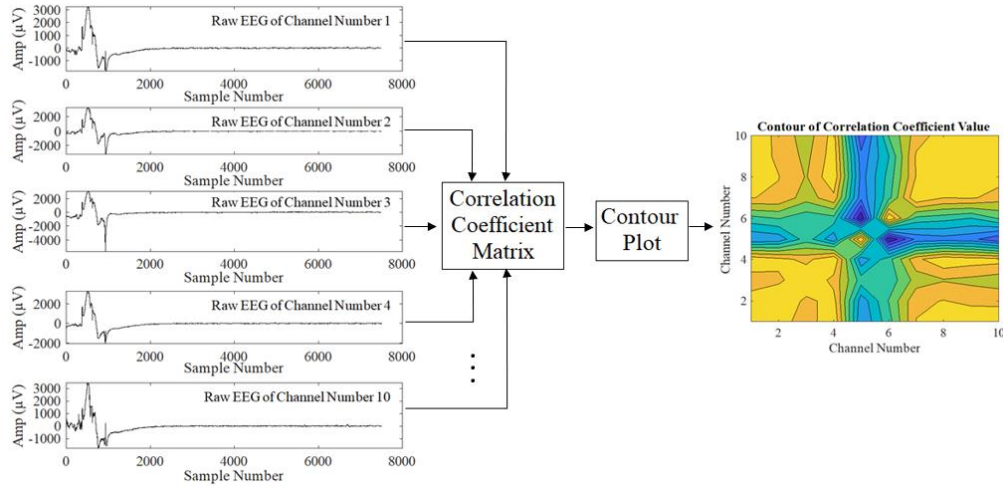 Raw EEG of Channel Number 1
Amp (µV)
3000
1000
-1000
0
2000
4000
6000
8000
Sample Number
Raw EEG of Channel Number 2
Amp (µV)
2000
0
-2000
0
2000
4000
6000
8000
Sample Number
Raw EEG of Channel Number 3
Amp (µV)
2000
0
-2000
-4000
0
2000
4000
6000
8000
Sample Number
Raw EEG of Channel Number 4
Amp (µV)
2000
0
-2000
0
2000
4000
6000
8000
Sample Number
Raw EEG of Channel Number 10
Amp (µV)
3000
1000
0
-1000
0
2000
4000
6000
8000
Sample Number
Correlation
Coefficient
Matrix
Contour
Plot
Contour of Correlation Coefficient Value
Channel Number
10
8
6
4
2
2
4
6
8
10
Channel Number